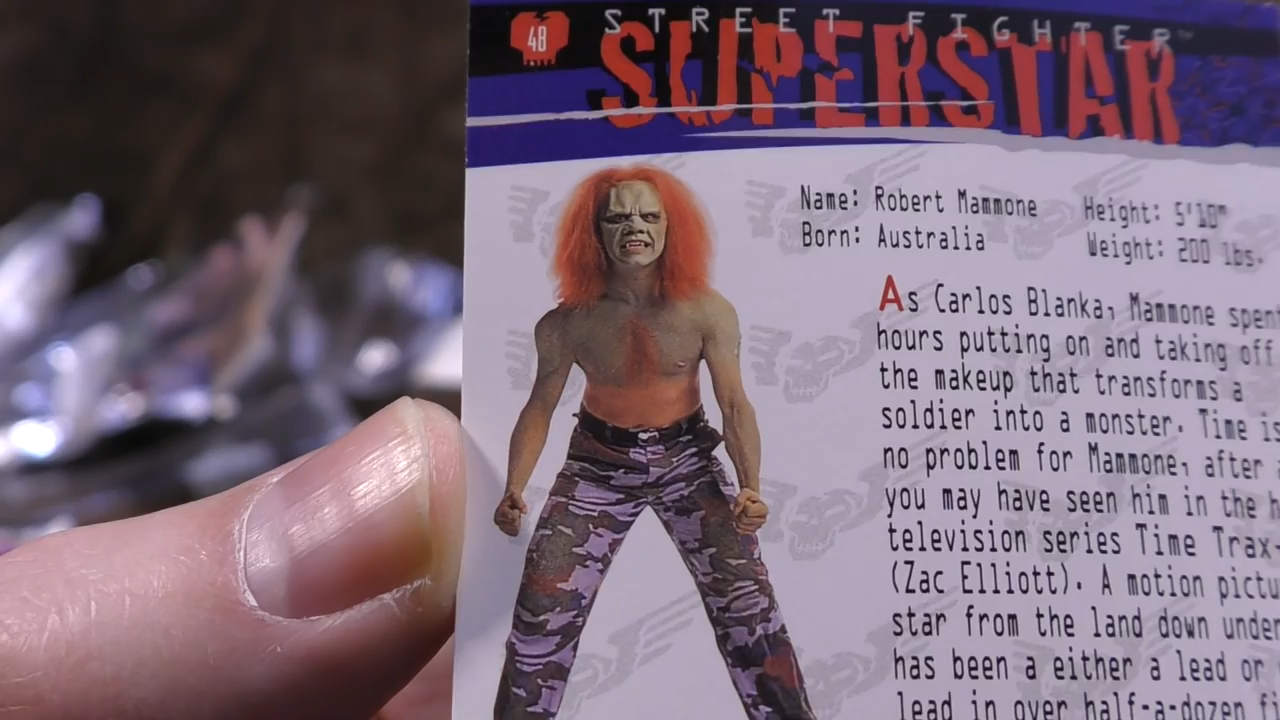 48
STREET FIGHTER™
SUPERSTAR
Name: Robert Mammone Height: 5'10"
Born: Australia Weight: 200 lbs.
As Carlos Blanka, Mammone spent
hours putting on and taking off
the makeup that transforms a
soldier into a monster. Time is
no problem for Mammone, after
you may have seen him in the
television series Time Trax-
(Zac Elliott). A motion
star from the land down under
has been a either a lead or
lead in over half-a-dozen